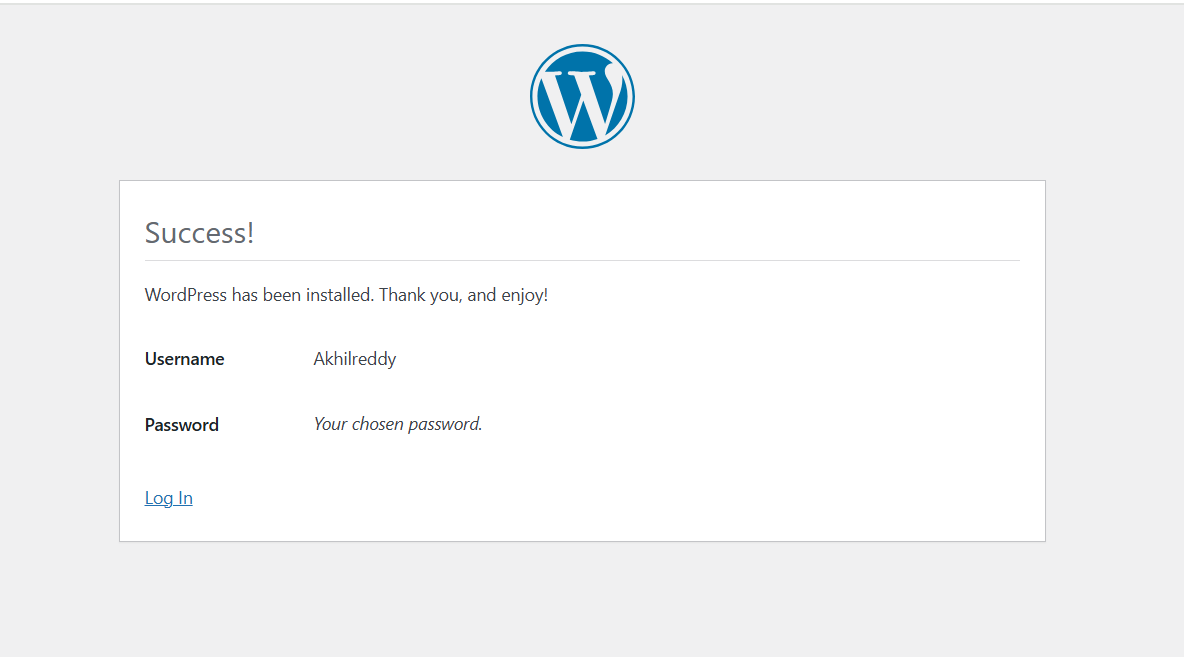 Success!
WordPress has been installed. Thank you, and enjoy!
Username Akhilreddy
Password Your chosen password.
Log In